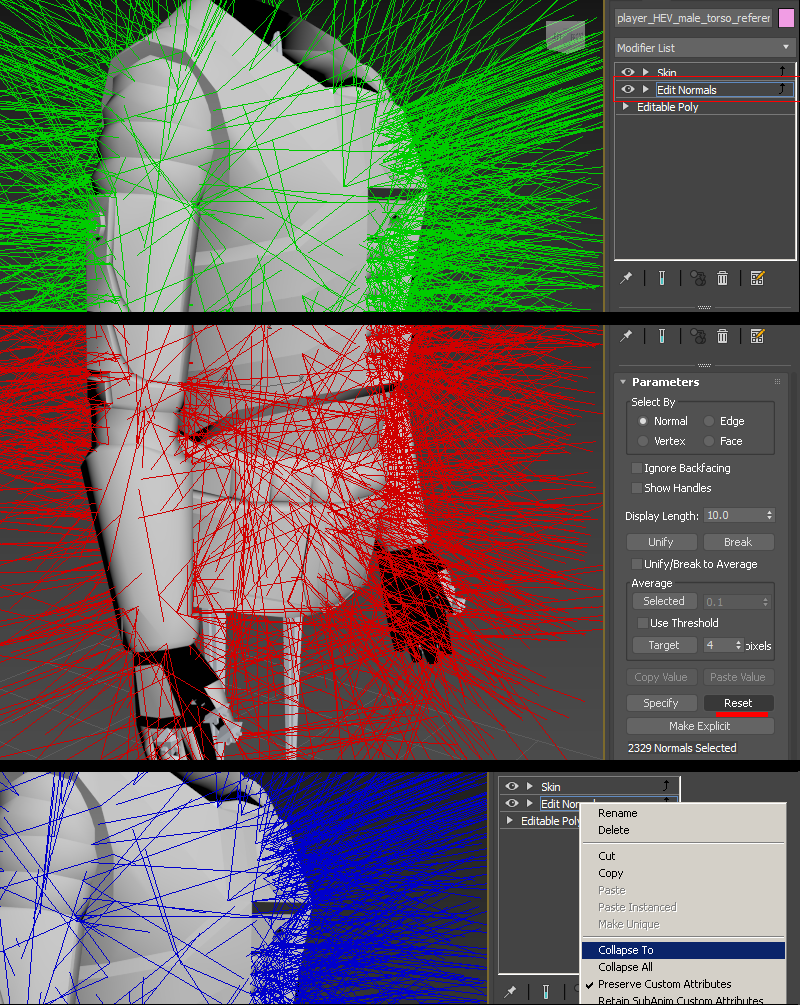 player_HEV_male_torso_referer
Modifier List
Skin
Edit Normals
Editable Poly
Parameters
Select By
Normal Edge
Vertex Face
Ignore Backfacing
Show Handles
Display Length: 10.0
Unify Break
Unify/Break to Average
Average
Selected 0.1
Use Threshold
Target 4 pixels
Copy Value Paste Value
Specify Reset
Make Explicit
2329 Normals Selected
Skin
Edit Nor
Editable Poly
Rename
Delete
Cut
Copy
Paste
Paste Instanced
Make Unique
Collapse To
Collapse All
Preserve Custom Attributes
Retain SubAnim Custom Attributes